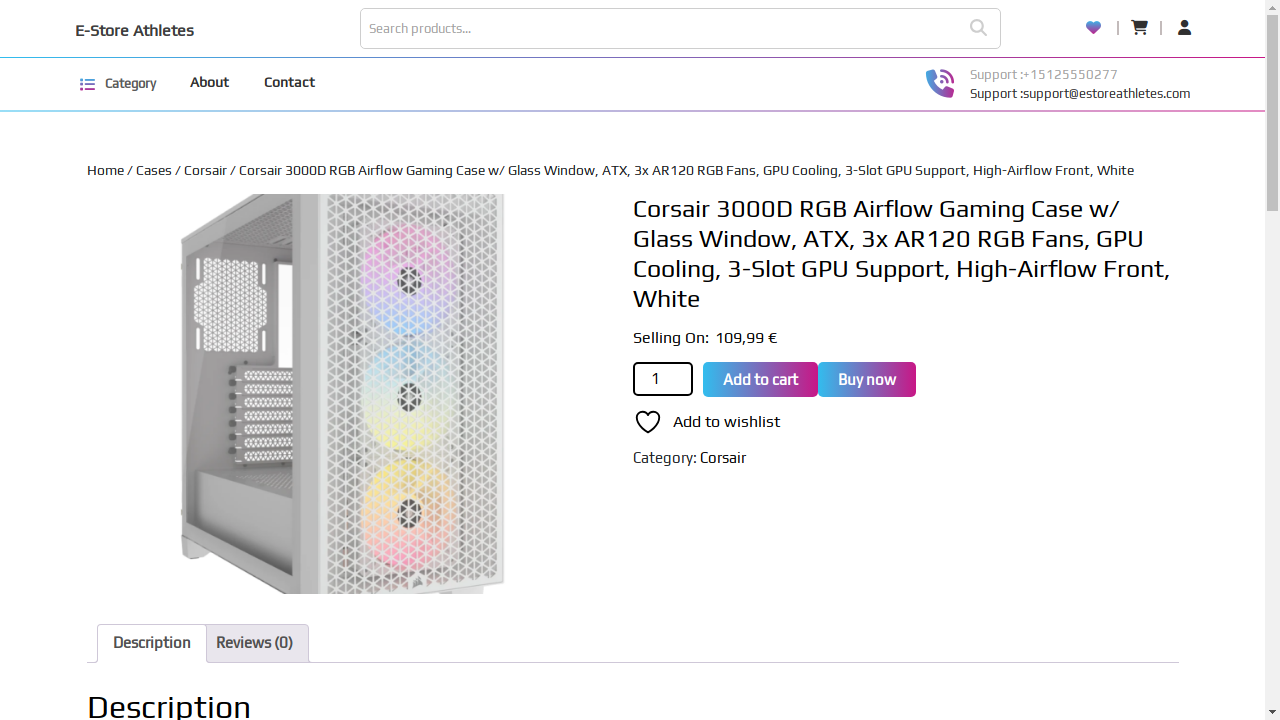 E-Store Athletes
Search products...
Category
About
Contact
Support :+15125550277
Support :support@estoreathletes.com
Home / Cases / Corsair / Corsair 3000D RGB Airflow Gaming Case w/ Glass Window, ATX, 3x AR120 RGB Fans, GPU Cooling, 3-Slot GPU Support, High-Airflow Front, White
Corsair 3000D RGB Airflow Gaming Case w/
Glass Window, ATX, 3x AR120 RGB Fans, GPU
Cooling, 3-Slot GPU Support, High-Airflow Front,
White
Selling On: 109,99 €
1
Add to cart
Buy now
Add to wishlist
Category: Corsair
Description
Reviews (0)
Description